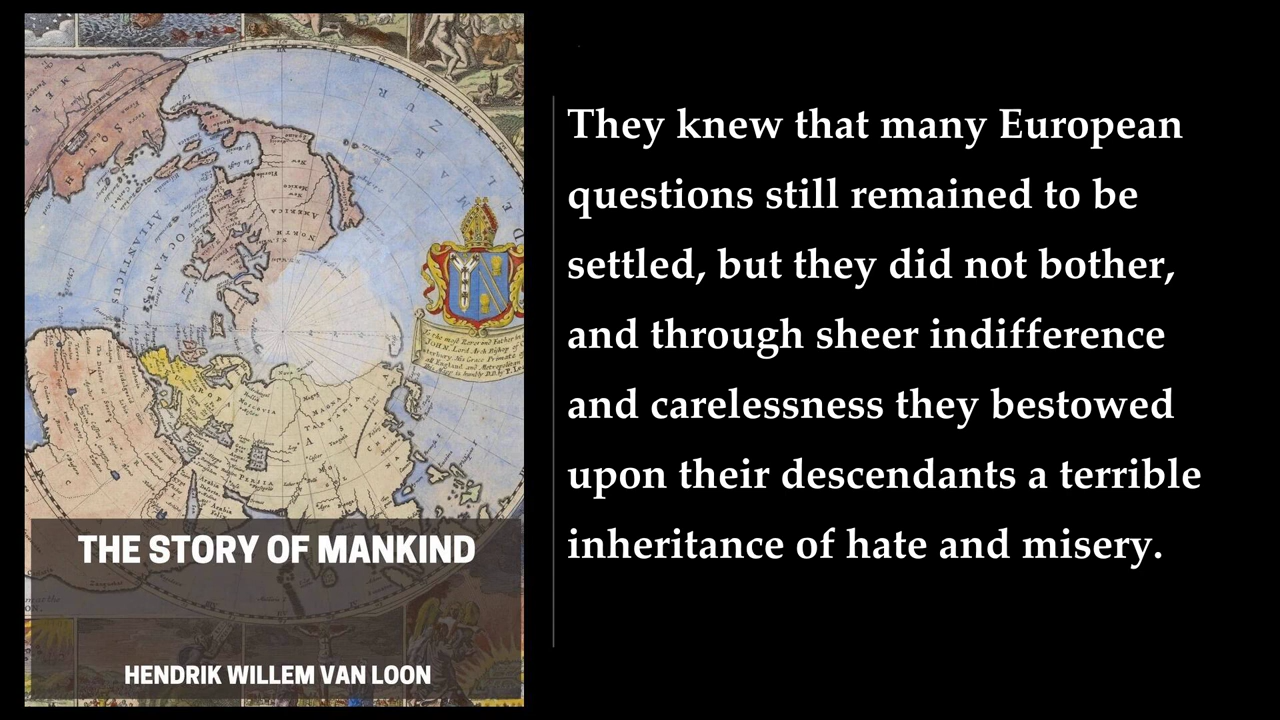 THE STORY OF MANKIND
HENDRIK WILLEM VAN LOON
They knew that many European
questions still remained to be
settled, but they did not bother,
and through sheer indifference
and carelessness they bestowed
upon their descendants a terrible
inheritance of hate and misery.